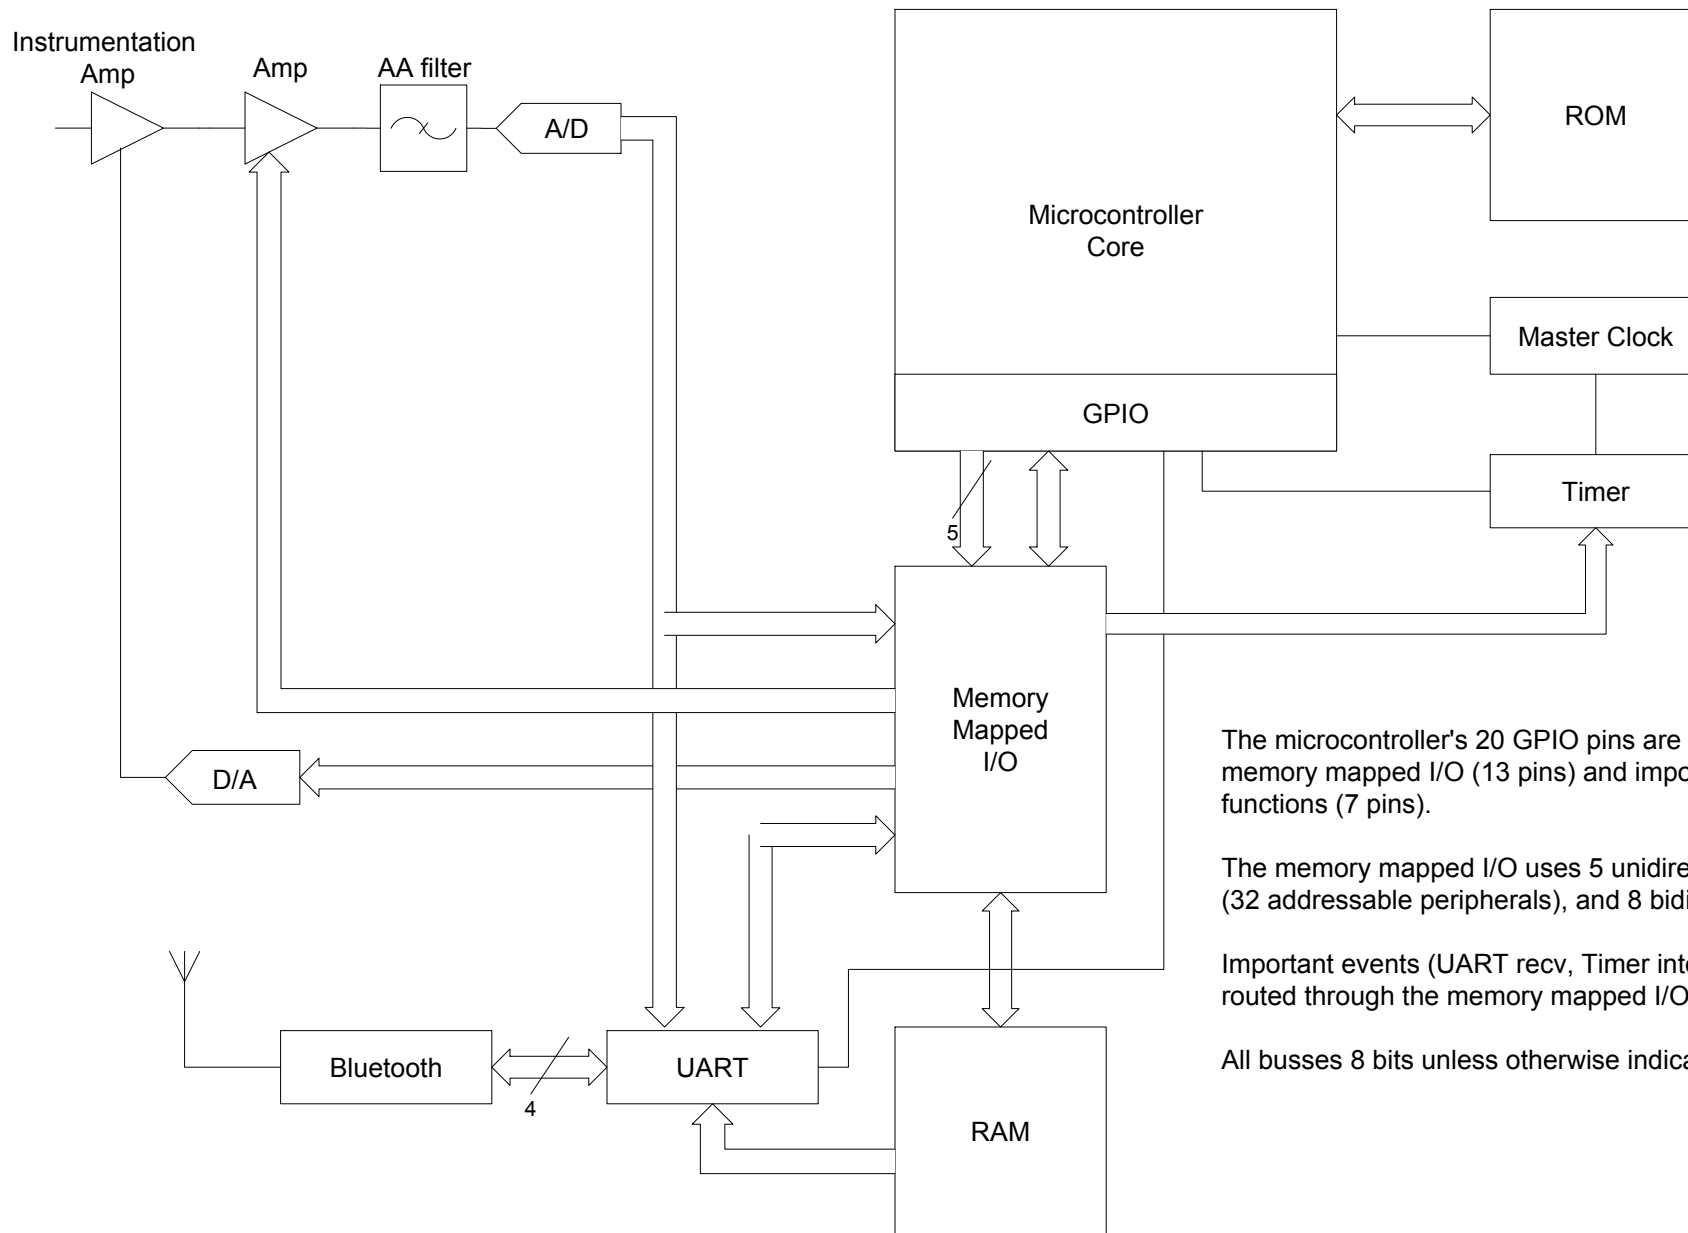 Instrumentation
Amp
Amp
AA filter
A/D
Microcontroller
Core
ROM
Master Clock
GPIO
Timer
5
Memory
Mapped
I/O
D/A
The microcontroller's 20 GPIO pins are
memory mapped I/O (13 pins) and impo
functions (7 pins).
The memory mapped I/O uses 5 unidire
(32 addressable peripherals), and 8 bidi
Important events (UART recv, Timer inte
routed through the memory mapped I/O
All busses 8 bits unless otherwise indica
Bluetooth
4
UART
RAM